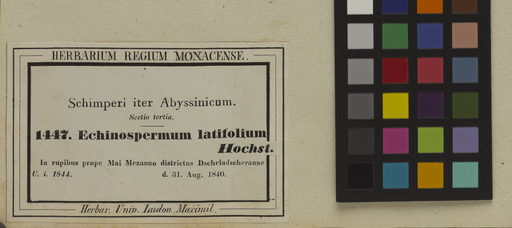 HERBARIUM REGIUM MONACENSE.
Schimperi iter Abyssinicum.
Sectio tertia.
1447. Echinospermum latifolium
Hochst.
In rupibus prope Mai Mezanno districtus Dscheladscheranne
U. i. 1844. d. 31. Aug. 1840.
Herbar. Univ. Ludov. Maximil.